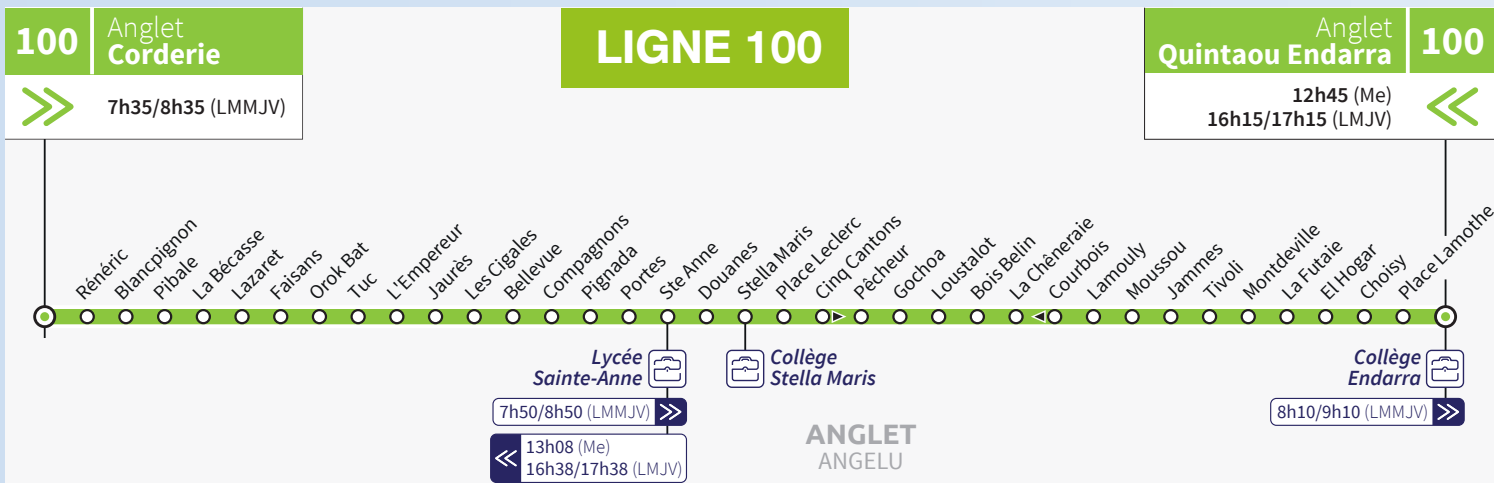 100
Anglet
Corderie
7h35/8h35 (LMMJV)
LIGNE 100
Anglet
Quintaou Endarra
100
12h45 (Me)
16h15/17h15 (LMJV)
Rénéric
Blancpignon
Pibale
La Bécasse
Lazaret
Faisans
Orok Bat
Tuc
L'Empereur
Jaurès
Les Cigales
Bellevue
Compagnons
Pignada
Portes
Ste Anne
Douanes
Stella Maris
Place Leclerc
Cinq Cantons
Pêcheur
Gochoa
Loustalot
Bois Belin
La Chêneraie
Courbois
Lamouly
Moussou
Jammes
Tivoli
Montdeville
La Futaie
El Hogar
Choisy
Place Lamothe
Lycée
Sainte-Anne
7h50/8h50 (LMMJV)
13h08 (Me)
16h38/17h38 (LMJV)
Collège
Stella Maris
ANGLET
ANGELU
Collège
Endarra
8h10/9h10 (LMMJV)